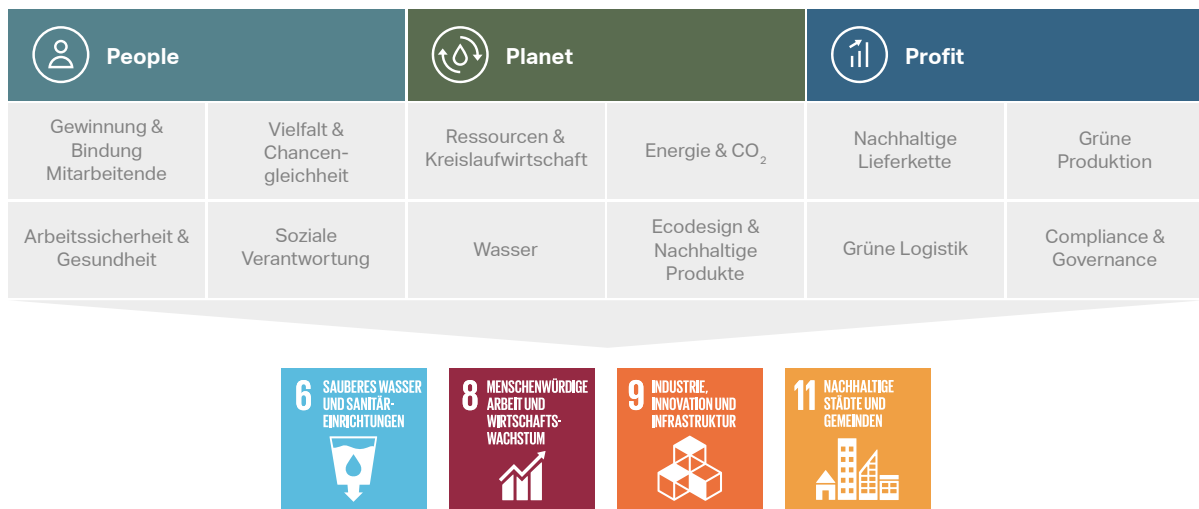 People
Planet
Profit
Gewinnung &
Bindung
Mitarbeitende
Vielfalt &
Chancen-
gleichheit
Ressourcen &
Kreislaufwirtschaft
Energie & CO₂
Nachhaltige
Lieferkette
Grüne
Produktion
Arbeitssicherheit &
Gesundheit
Soziale
Verantwortung
Wasser
Ecodesign &
Nachhaltige
Produkte
Grüne Logistik
Compliance &
Governance
6 SAUBERES WASSER
UND SANITÄR-
EINRICHTUNGEN
8 MENSCHENWÜRDIGE
ARBEIT UND
WIRTSCHAFTS-
WACHSTUM
9 INDUSTRIE,
INNOVATION UND
INFRASTRUKTUR
11 NACHHALTIGE
STÄDTE UND
GEMEINDEN